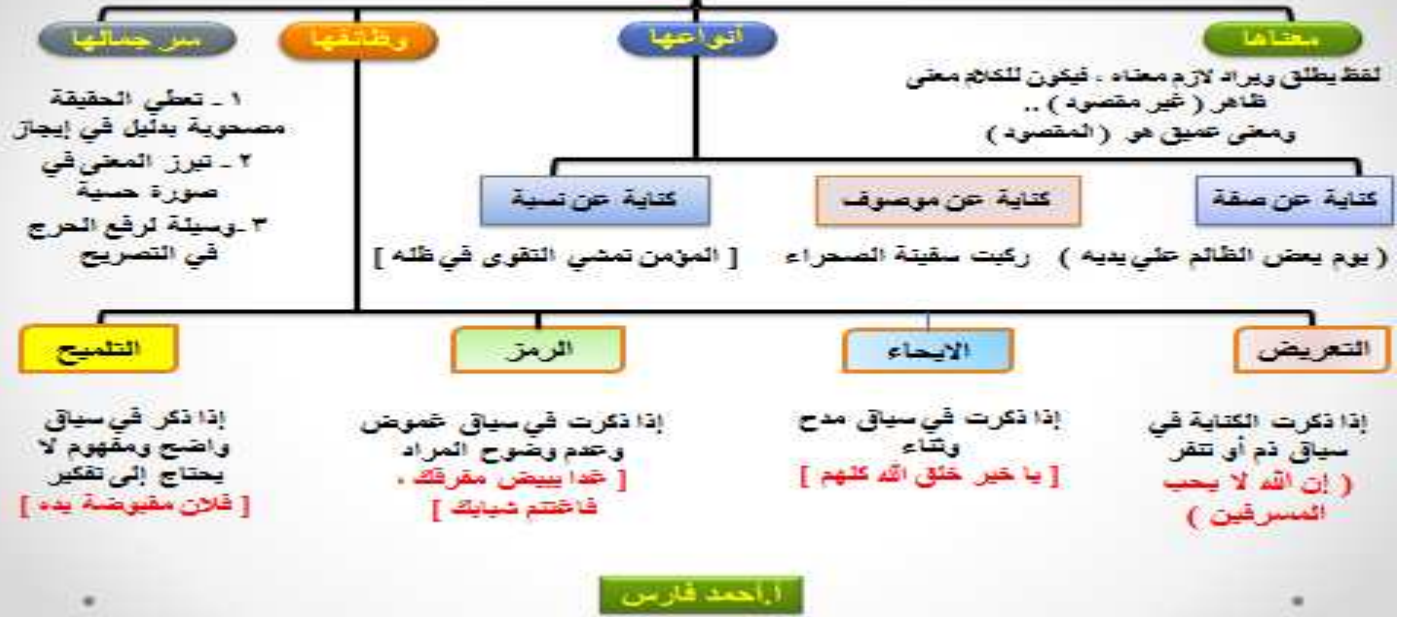 معناها
أنواعها
وظائفها
سر جمالها
لفظ يطلق ويراد لازم معناه ، فيكون للكلام معنى
ظاهر ( غير مقصود ) ..
ومعنى عميق هو ( المقصود )
١ ـ تعطي الحقيقة
مصحوبة بدليل في إيجاز
٢ ـ تبرز المعنى في
صورة حسية
٣ ـ وسيلة لرفع الحرج
في التصريح
كناية عن صفة
كناية عن موصوف
كناية عن نسبة
( يوم يعض الظالم على يديه )
ركبت سفينة الصحراء
[ المؤمن تمشي التقوى في ظله ]
التعريض
الايحاء
الرمز
التلميح
إذا ذكرت الكناية في
سياق ذم أو تنفر
( إن الله لا يحب
المسرفين )
إذا ذكرت في سياق مدح
وثناء
[ يا خير خلق الله كلهم ]
إذا ذكرت في سياق غموض
وعدم وضوح المراد
[ غدا يبيض مفرقك ،
فاغتنم شبابك ]
إذا ذكر في سياق
واضح ومفهوم لا
يحتاج إلى تفكير
[ فلان مقبوضة يده ]
أ.أحمد فارس